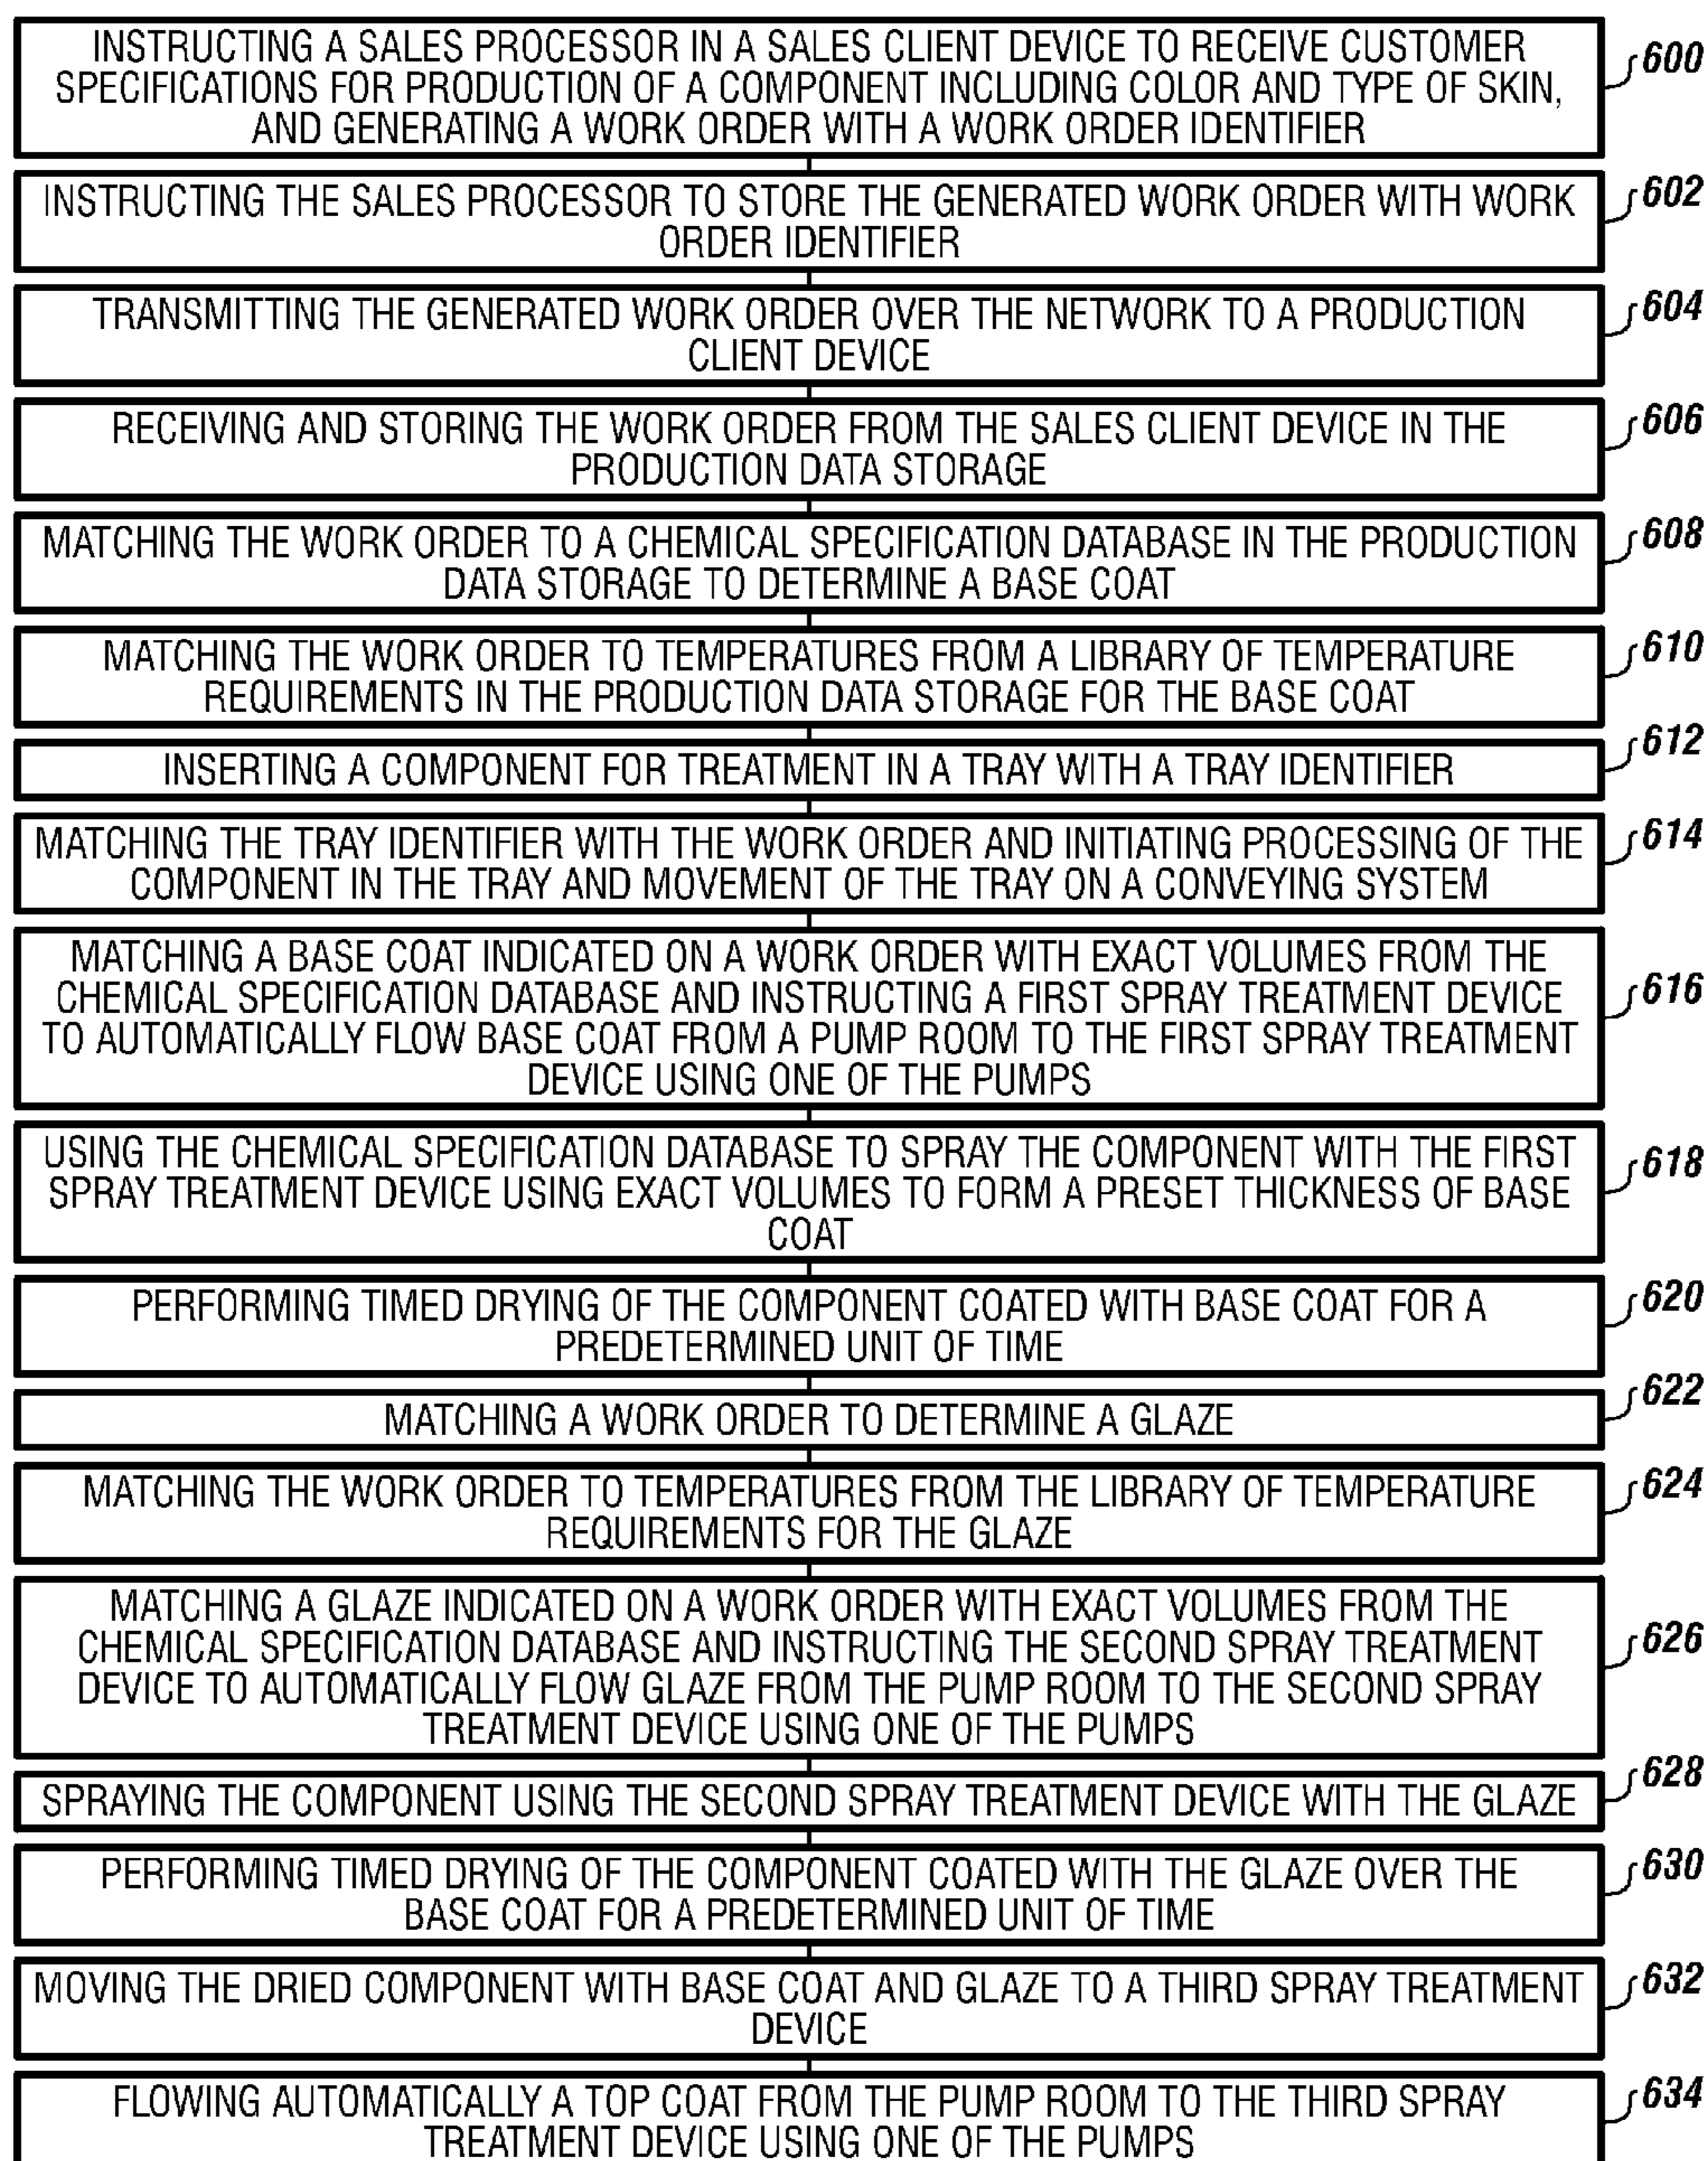 INSTRUCTING A SALES PROCESSOR IN A SALES CLIENT DEVICE TO RECEIVE CUSTOMER
SPECIFICATIONS FOR PRODUCTION OF A COMPONENT INCLUDING COLOR AND TYPE OF SKIN,
AND GENERATING A WORK ORDER WITH A WORK ORDER IDENTIFIER
600
INSTRUCTING THE SALES PROCESSOR TO STORE THE GENERATED WORK ORDER WITH WORK
ORDER IDENTIFIER
602
TRANSMITTING THE GENERATED WORK ORDER OVER THE NETWORK TO A PRODUCTION
CLIENT DEVICE
604
RECEIVING AND STORING THE WORK ORDER FROM THE SALES CLIENT DEVICE IN THE
PRODUCTION DATA STORAGE
606
MATCHING THE WORK ORDER TO A CHEMICAL SPECIFICATION DATABASE IN THE PRODUCTION
DATA STORAGE TO DETERMINE A BASE COAT
608
MATCHING THE WORK ORDER TO TEMPERATURES FROM A LIBRARY OF TEMPERATURE
REQUIREMENTS IN THE PRODUCTION DATA STORAGE FOR THE BASE COAT
610
INSERTING A COMPONENT FOR TREATMENT IN A TRAY WITH A TRAY IDENTIFIER
612
MATCHING THE TRAY IDENTIFIER WITH THE WORK ORDER AND INITIATING PROCESSING OF THE
COMPONENT IN THE TRAY AND MOVEMENT OF THE TRAY ON A CONVEYING SYSTEM
614
MATCHING A BASE COAT INDICATED ON A WORK ORDER WITH EXACT VOLUMES FROM THE
CHEMICAL SPECIFICATION DATABASE AND INSTRUCTING A FIRST SPRAY TREATMENT DEVICE
TO AUTOMATICALLY FLOW BASE COAT FROM A PUMP ROOM TO THE FIRST SPRAY TREATMENT
DEVICE USING ONE OF THE PUMPS
616
USING THE CHEMICAL SPECIFICATION DATABASE TO SPRAY THE COMPONENT WITH THE FIRST
SPRAY TREATMENT DEVICE USING EXACT VOLUMES TO FORM A PRESET THICKNESS OF BASE
COAT
618
PERFORMING TIMED DRYING OF THE COMPONENT COATED WITH BASE COAT FOR A
PREDETERMINED UNIT OF TIME
620
MATCHING A WORK ORDER TO DETERMINE A GLAZE
622
MATCHING THE WORK ORDER TO TEMPERATURES FROM THE LIBRARY OF TEMPERATURE
REQUIREMENTS FOR THE GLAZE
624
MATCHING A GLAZE INDICATED ON A WORK ORDER WITH EXACT VOLUMES FROM THE
CHEMICAL SPECIFICATION DATABASE AND INSTRUCTING THE SECOND SPRAY TREATMENT
DEVICE TO AUTOMATICALLY FLOW GLAZE FROM THE PUMP ROOM TO THE SECOND SPRAY
TREATMENT DEVICE USING ONE OF THE PUMPS
626
SPRAYING THE COMPONENT USING THE SECOND SPRAY TREATMENT DEVICE WITH THE GLAZE
628
PERFORMING TIMED DRYING OF THE COMPONENT COATED WITH THE GLAZE OVER THE
BASE COAT FOR A PREDETERMINED UNIT OF TIME
630
MOVING THE DRIED COMPONENT WITH BASE COAT AND GLAZE TO A THIRD SPRAY TREATMENT
DEVICE
632
FLOWING AUTOMATICALLY A TOP COAT FROM THE PUMP ROOM TO THE THIRD SPRAY
TREATMENT DEVICE USING ONE OF THE PUMPS
634